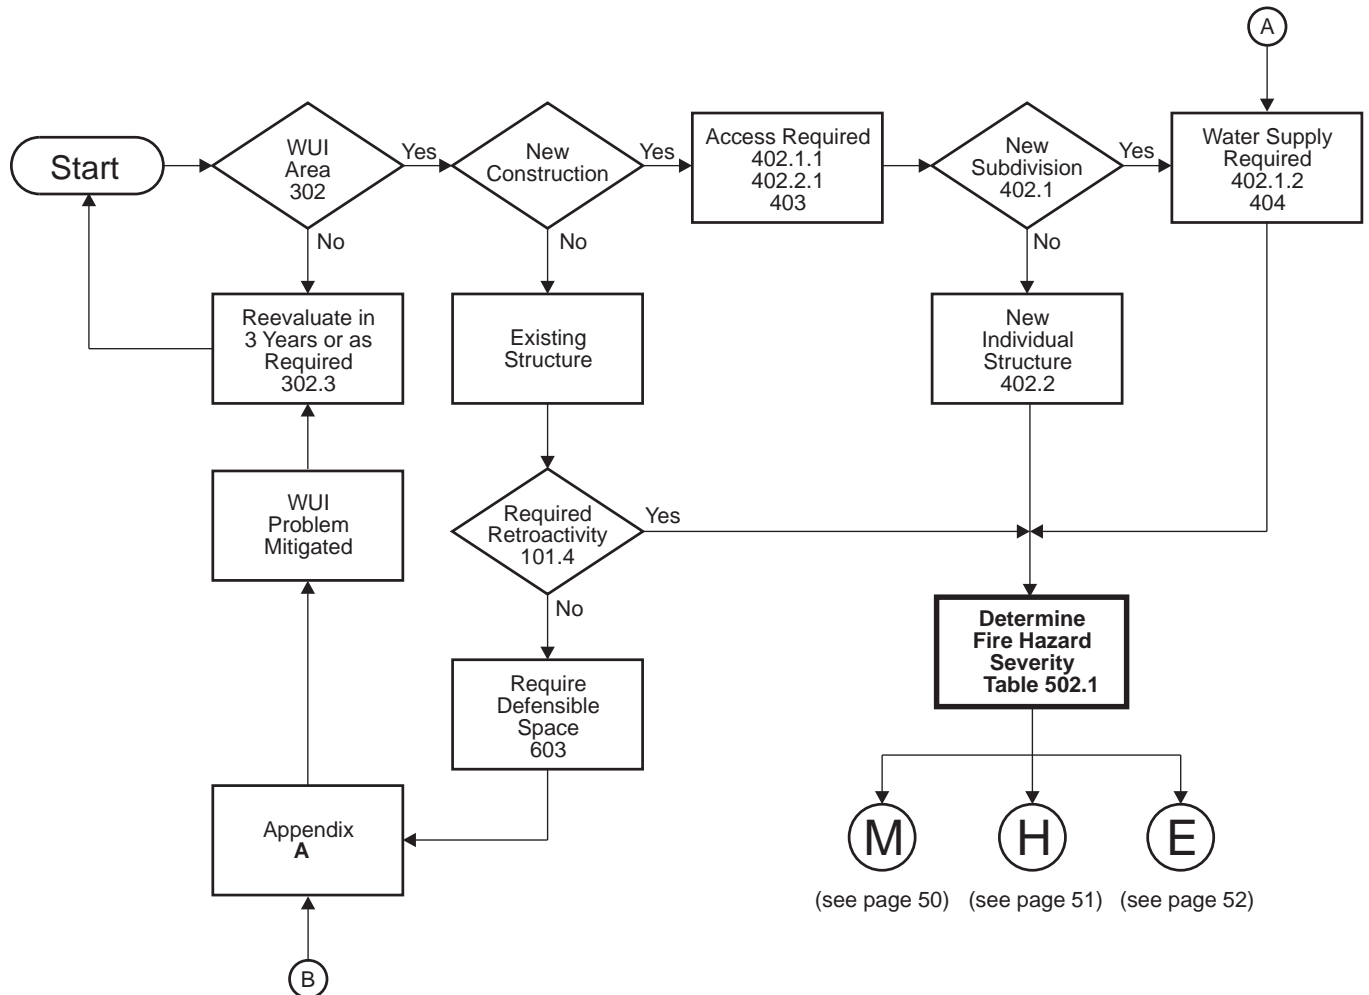 A
Start
WUI
Area
302
Yes
No
New
Construction
Yes
No
Access Required
402.1.1
402.2.1
403
New
Subdivision
402.1
Yes
No
Water Supply
Required
402.1.2
404
Reevaluate in
3 Years or as
Required
302.3
Existing
Structure
New
Individual
Structure
402.2
WUI
Problem
Mitigated
Required
Retroactivity
101.4
Yes
No
Determine
Fire Hazard
Severity
Table 502.1
Require
Defensible
Space
603
Appendix
A
M
H
E
(see page 50)
(see page 51)
(see page 52)
B